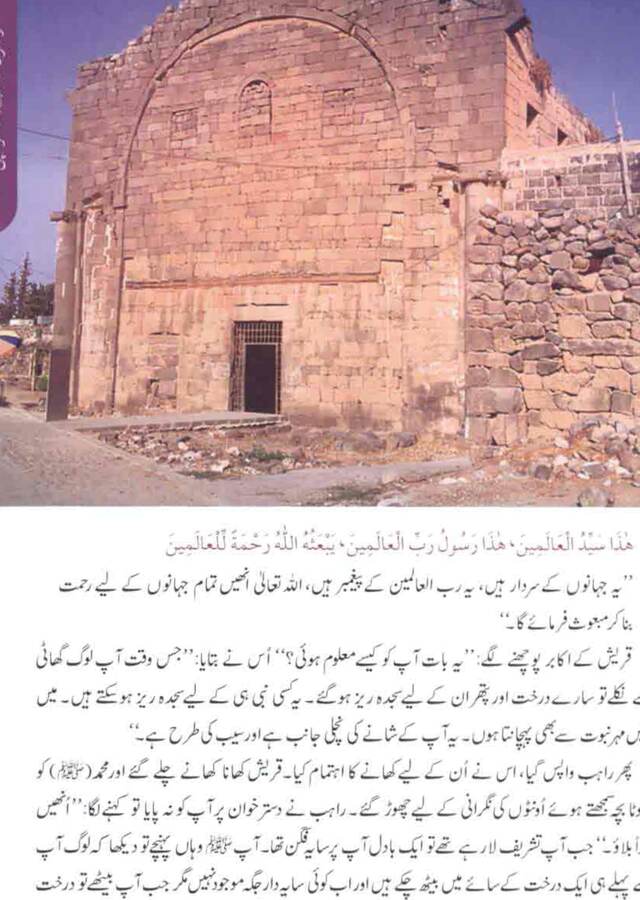 هٰذَا سَيِّدُ الْعَالَمِينَ، هٰذَا رَسُولُ رَبِّ الْعَالَمِينَ، يَبْعَثُهُ اللّٰهُ رَحْمَةً لِّلْعَالَمِينَ
’’یہ جہانوں کے سردار ہیں، یہ رب العالمین کے پیغمبر ہیں، اللہ تعالیٰ انھیں تمام جہانوں کے لیے رحمت
بنا کر مبعوث فرمائے گا۔‘‘
قریش کے اکابر پوچھنے لگے: ’’یہ بات آپ کو کیسے معلوم ہوئی؟‘‘ اُس نے بتایا: ’’جس وقت آپ لوگ گھاٹی
نکلے تو سارے درخت اور پتھر ان کے لیے سجدہ ریز ہو گئے۔ یہ کسی نبی ہی کے لیے سجدہ ریز ہو سکتے ہیں۔ میں
مہر نبوت سے بھی پہچانتا ہوں۔ یہ آپ کے شانے کی نچلی جانب ہے اور سیب کی طرح ہے۔‘‘
پھر راہب واپس گیا، اس نے اُن کے لیے کھانے کا اہتمام کیا۔ قریش کھانا کھانے چلے گئے اور محمد (ﷺ) کو
بچہ سمجھتے ہوئے اُونٹوں کی نگرانی کے لیے چھوڑ گئے۔ راہب نے دسترخوان پر آپ کو نہ پایا تو کہنے لگا: ’’انھیں
بلاؤ۔‘‘ جب آپ تشریف لا رہے تھے تو ایک بادل آپ پر سایہ فگن تھا۔ آپ ﷺ وہاں پہنچے تو دیکھا کہ لوگ آپ
پہلے ہی ایک درخت کے سائے میں بیٹھ چکے ہیں اور اب کوئی سایہ دار جگہ موجود نہیں مگر جب آپ بیٹھے تو درخت